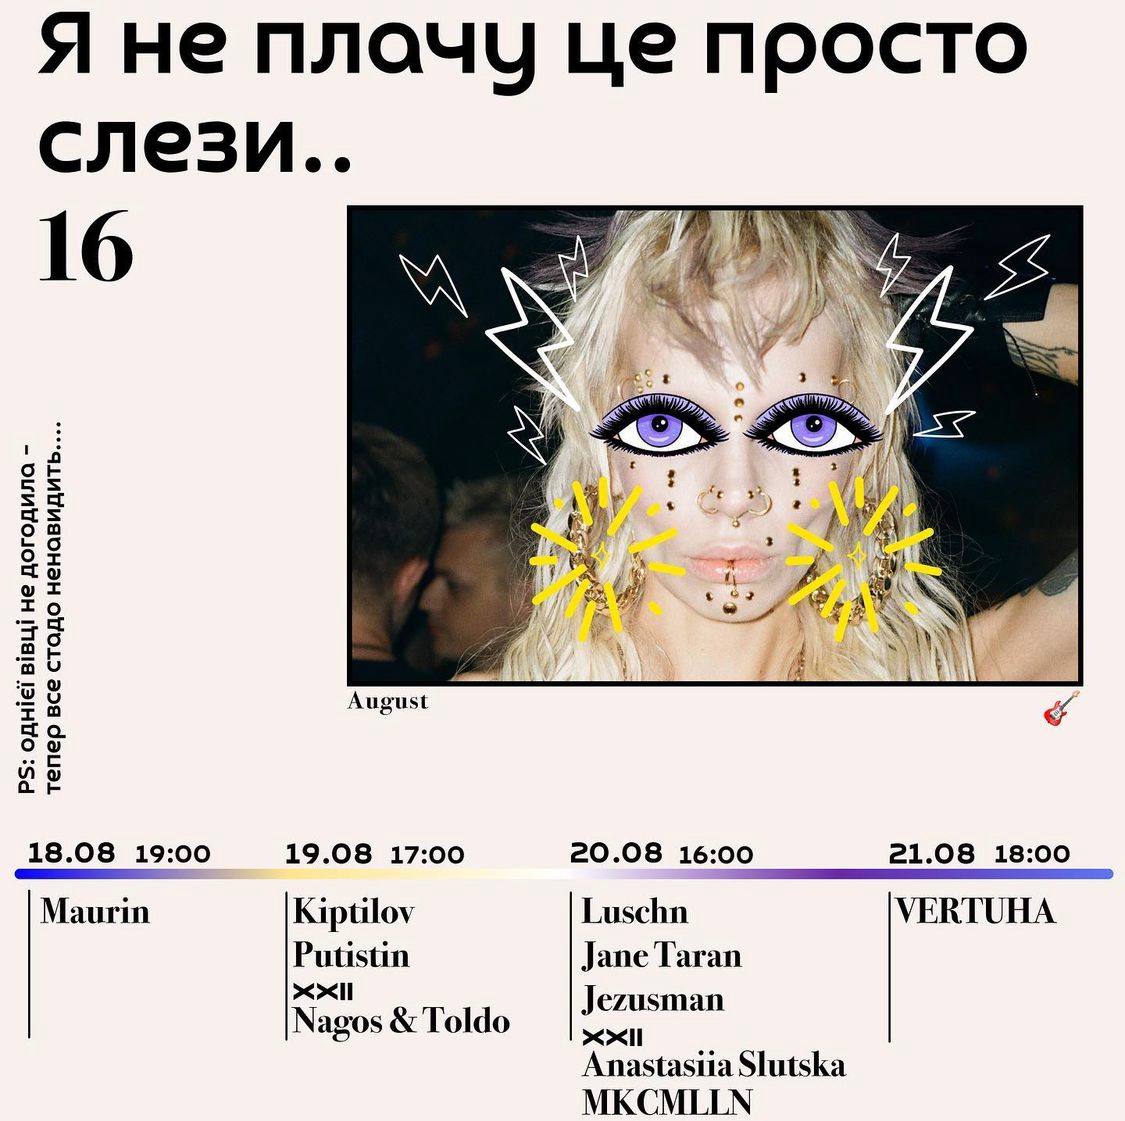 Я не плачу це просто
слези..
16
PS: однієї вівці не догодила -
тепер все стадо ненавидить....
August
18.08 19:00
Maurin
19.08 17:00
Kiptilov
Putistin
XXII
Nagos & Toldo
20.08 16:00
Luschn
Jane Taran
Jezusman
XXII
Anastasiia Slutska
MKCMLLN
21.08 18:00
VERTUHA